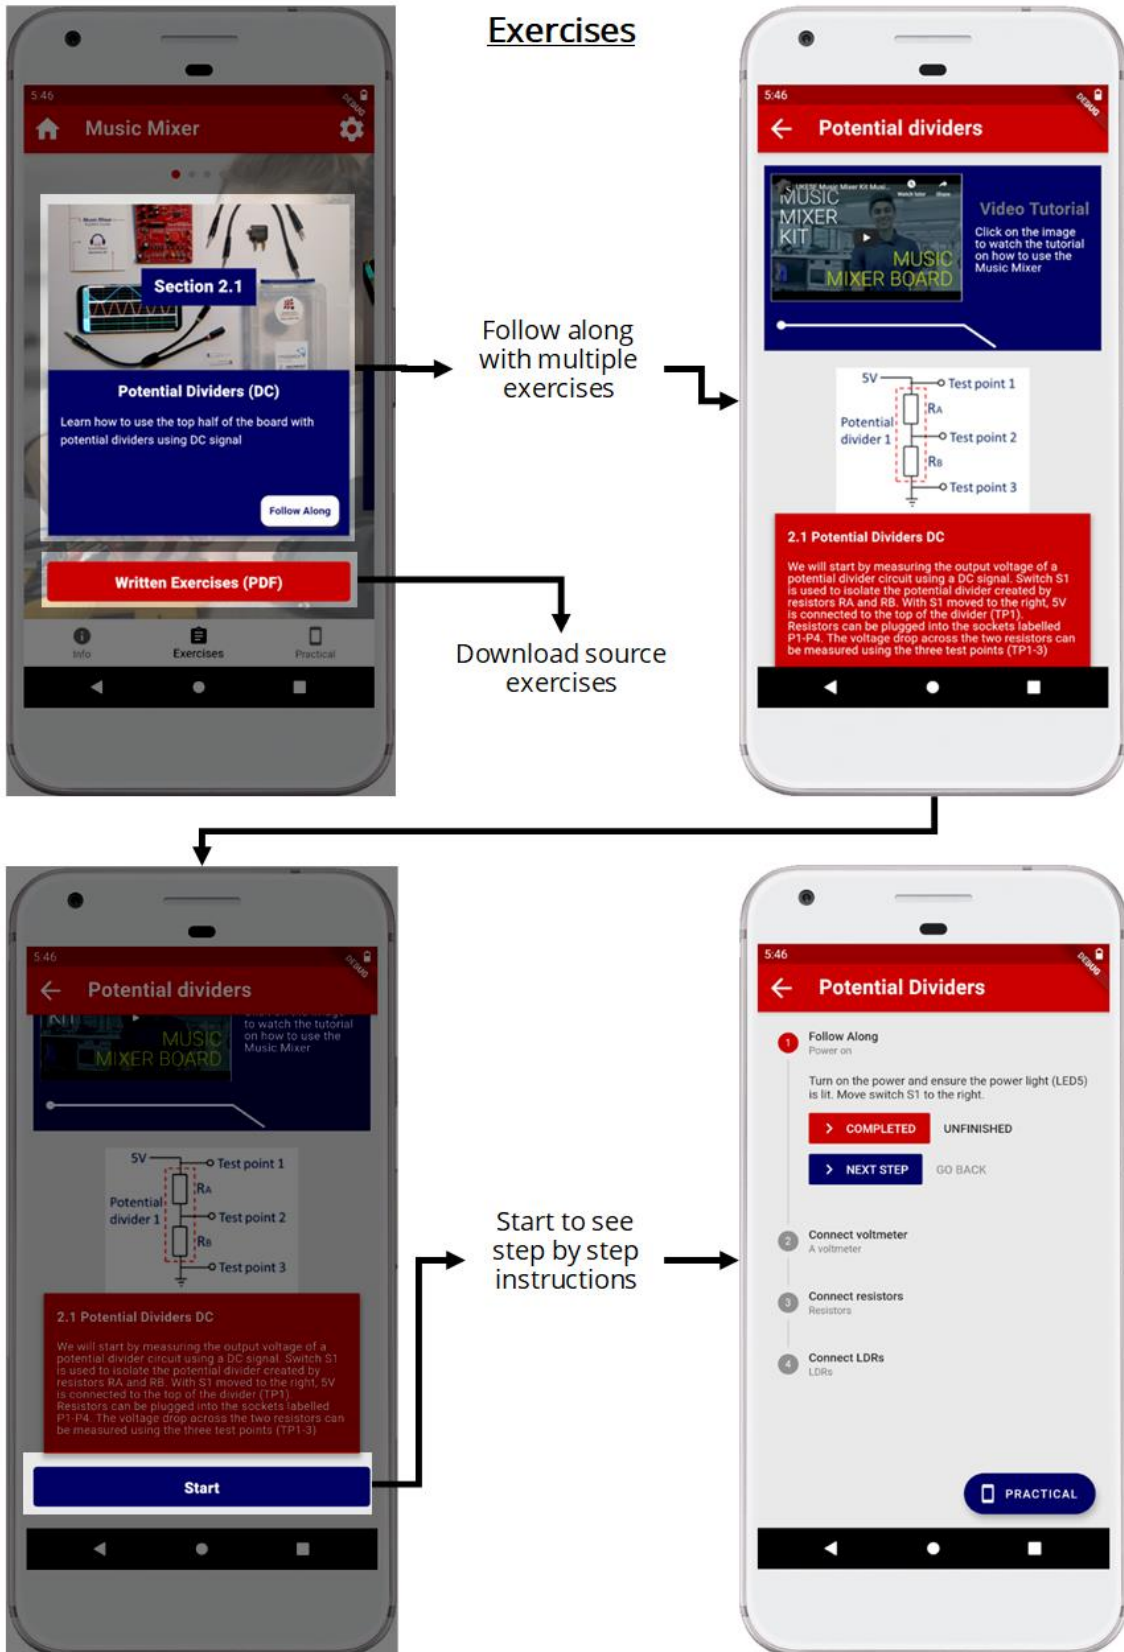 Exercises
5:46
DEBUG
Music Mixer
Section 2.1
Potential Dividers (DC)
Learn how to use the top half of the board with
potential dividers using DC signal
Follow Along
Written Exercises (PDF)
Info
Exercises
Practical
Follow along
with multiple
exercises
Download source
exercises
5:46
DEBUG
Potential dividers
UKESF Music Mixer Kit Musi...
Watch later
Share
MUSIC
MIXER
KIT
MUSIC
MIXER BOARD
Video Tutorial
Click on the image
to watch the tutorial
on how to use the
Music Mixer
5V
Test point 1
RA
Potential
divider 1
Test point 2
RB
Test point 3
2.1 Potential Dividers DC
We will start by measuring the output voltage of a
potential divider circuit using a DC signal. Switch S1
is used to isolate the potential divider created by
resistors RA and RB. With S1 moved to the right, 5V
is connected to the top of the divider (TP1).
Resistors can be plugged into the sockets labelled
P1-P4. The voltage drop across the two resistors can
be measured using the three test points (TP1-3)
5:46
DEBUG
Potential dividers
KIT
MUSIC
MIXER BOARD
to watch the tutorial
on how to use the
Music Mixer
5V
Test point 1
RA
Potential
divider 1
Test point 2
RB
Test point 3
2.1 Potential Dividers DC
We will start by measuring the output voltage of a
potential divider circuit using a DC signal. Switch S1
is used to isolate the potential divider created by
resistors RA and RB. With S1 moved to the right, 5V
is connected to the top of the divider (TP1).
Resistors can be plugged into the sockets labelled
P1-P4. The voltage drop across the two resistors can
be measured using the three test points (TP1-3)
Start
Start to see
step by step
instructions
5:46
DEBUG
Potential Dividers
1
Follow Along
Power on
Turn on the power and ensure the power light (LED5)
is lit. Move switch S1 to the right.
COMPLETED
UNFINISHED
NEXT STEP
GO BACK
2
Connect voltmeter
A voltmeter
3
Connect resistors
Resistors
4
Connect LDRs
LDRs
PRACTICAL